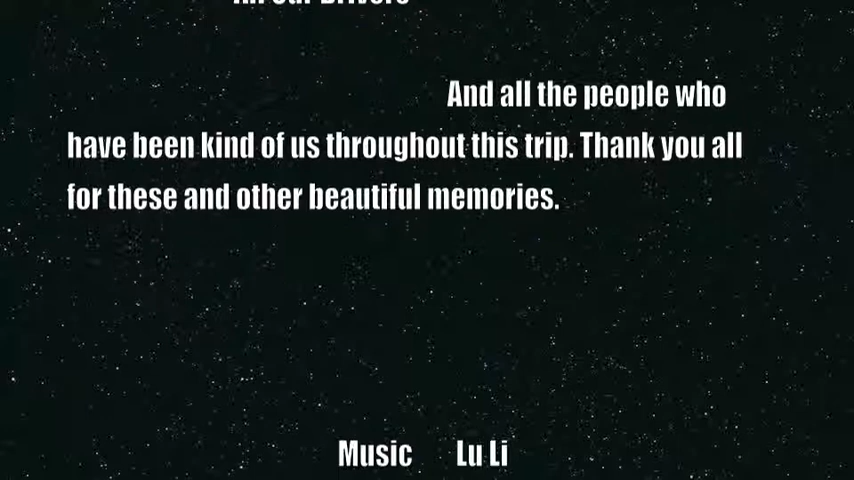 All our Drivers
And all the people who
have been kind of us throughout this trip. Thank you all
for these and other beautiful memories.
Music Lu Li